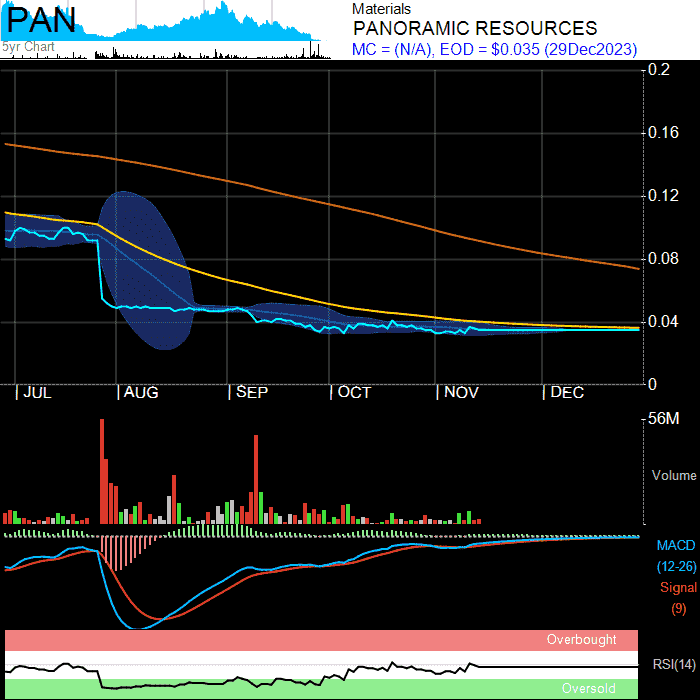 PAN
5yr Chart
Materials
PANORAMIC RESOURCES
MC = (N/A), EOD = $0.035 (29Dec2023)
0.2
0.16
0.12
0.08
0.04
0
JUL AUG SEP OCT NOV DEC
56M
Volume
MACD
(12-26)
Signal
(9)
Overbought
RSI(14)
Oversold